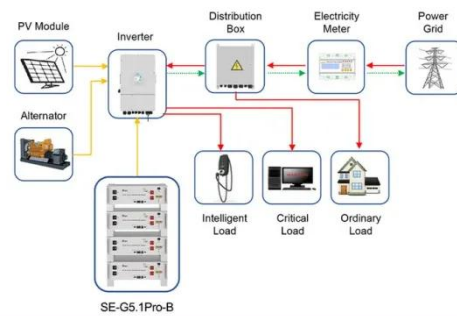 PV Module
Inverter
Distribution
Box
Electricity
Meter
Power
Grid
Alternator
Intelligent
Load
Critical
Load
Ordinary
Load
SE-G5.1Pro-B